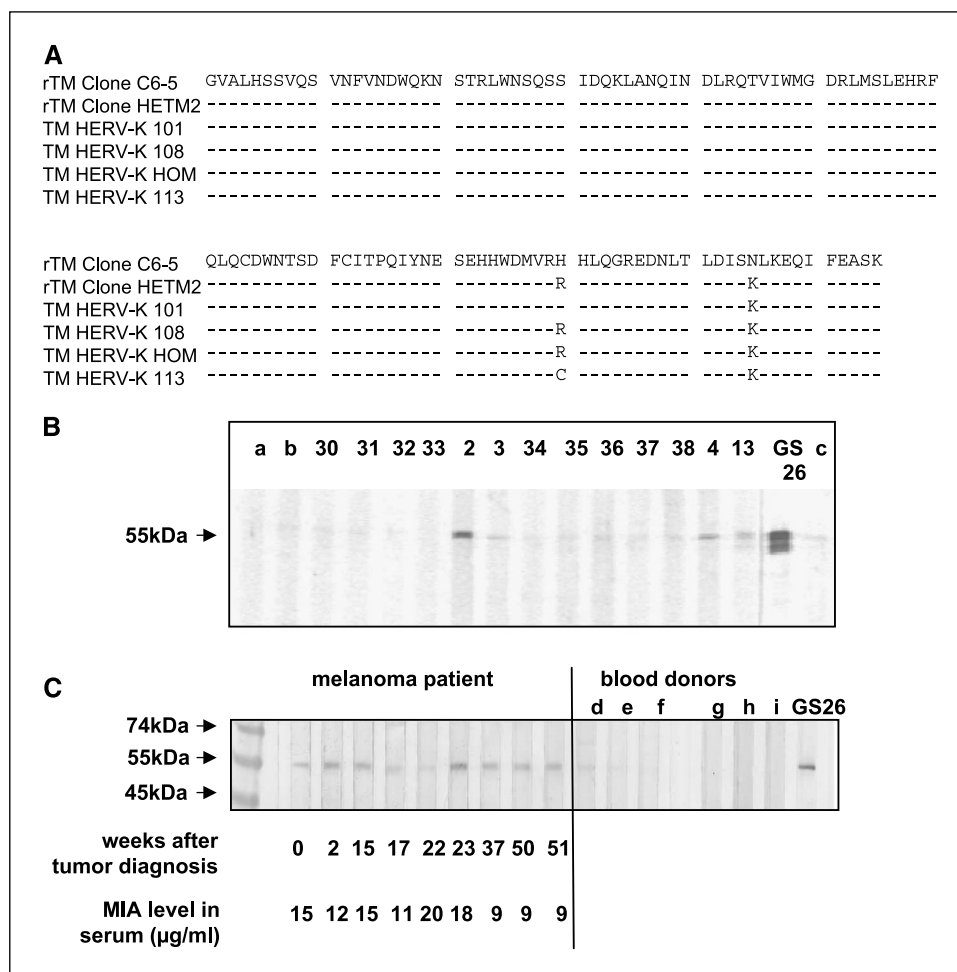 A
rTM Clone C6-5 GVALHSSVQS VNFVNDWQKN STRLWNSQSS IDQKLANQIN DLRQTVIWMG DRLMSLEHRF
rTM Clone HETM2 ---------- ---------- ---------- ---------- ---------- ----------
TM HERV-K 101 ---------- ---------- ---------- ---------- ---------- ----------
TM HERV-K 108 ---------- ---------- ---------- ---------- ---------- ----------
TM HERV-K HOM ---------- ---------- ---------- ---------- ---------- ----------
TM HERV-K 113 ---------- ---------- ---------- ---------- ---------- ----------
rTM Clone C6-5 QLQCDWNTSD FCITPQIYNE SEHHWDMVRH HLQGREDNLT LDISNLKEQI FEASK
rTM Clone HETM2 ---------- ---------- ---------R ---------- ----K----- -----
TM HERV-K 101 ---------- ---------- ---------- ---------- ----K----- -----
TM HERV-K 108 ---------- ---------- ---------R ---------- ----K----- -----
TM HERV-K HOM ---------- ---------- ---------R ---------- ----K----- -----
TM HERV-K 113 ---------- ---------- ---------C ---------- ----K----- -----
B
a b 30 31 32 33 2 3 34 35 36 37 38 4 13 GS c
26
55kDa
C
melanoma patient blood donors
d e f g h i GS26
74kDa
55kDa
45kDa
weeks after
tumor diagnosis 0 2 15 17 22 23 37 50 51
MIA level in
serum (µg/ml) 15 12 15 11 20 18 9 9 9